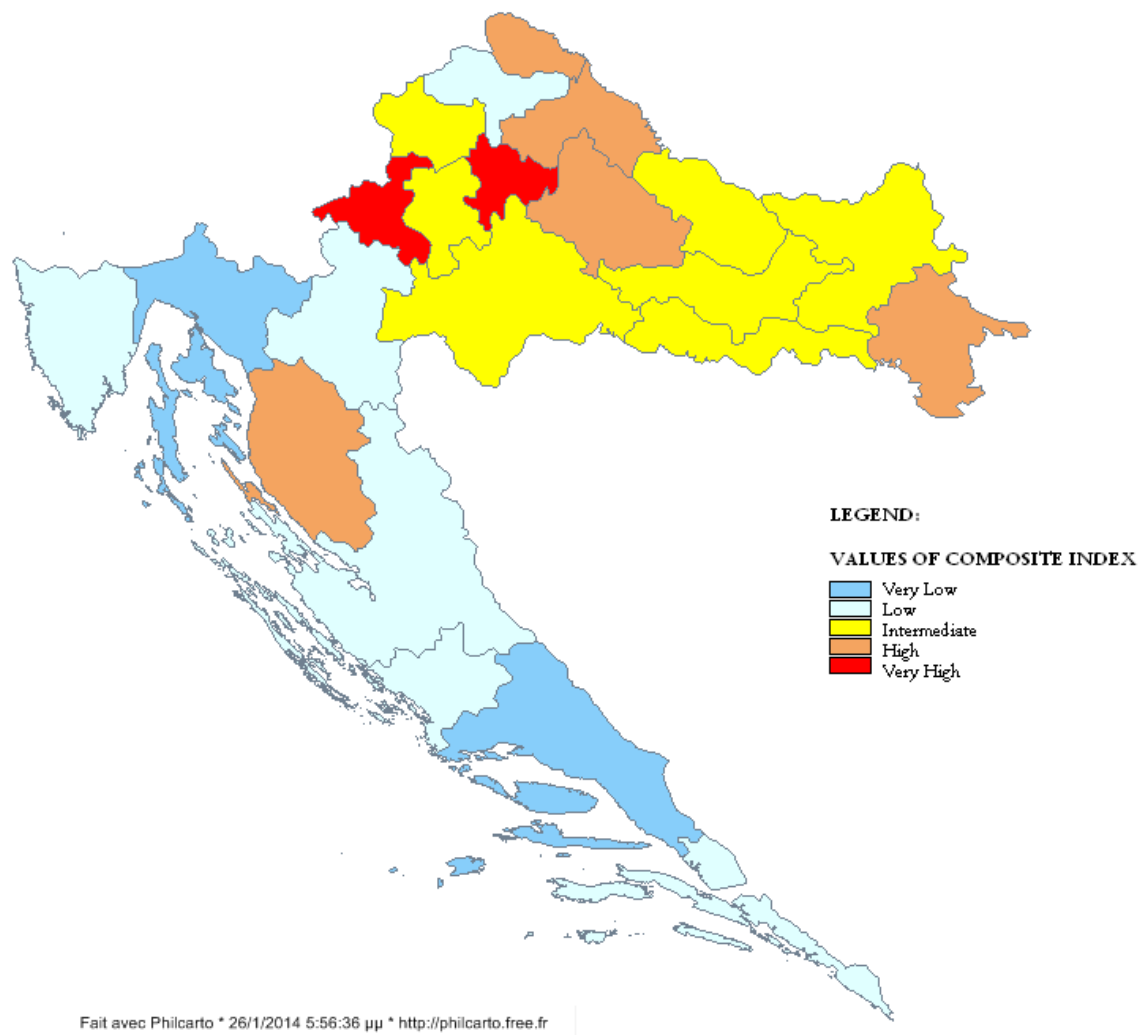 LEGEND:
VALUES OF COMPOSITE INDEX
Very Low
Low
Intermediate
High
Very High
Fait avec Philcarto * 26/1/2014 5:56:36 μμ * http://philcarto.free.fr